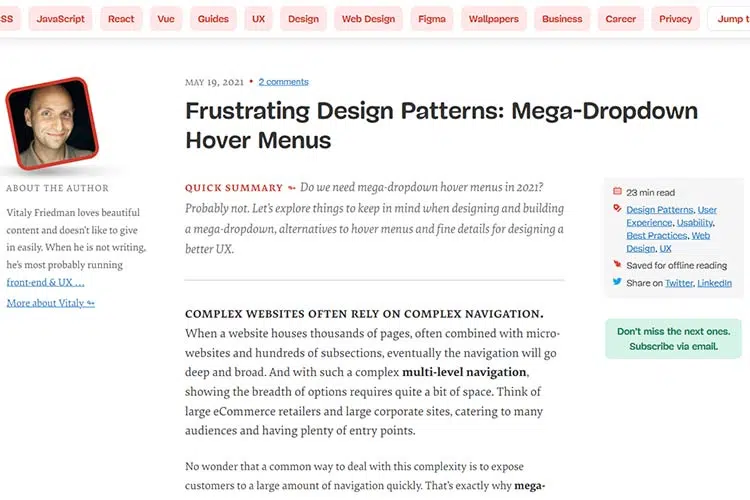 SS JavaScript React Vue Guides UX Design Web Design Figma Wallpapers Business Career Privacy Jump t
MAY 19, 2021 • 2 comments
Frustrating Design Patterns: Mega-Dropdown
Hover Menus
ABOUT THE AUTHOR
Vitaly Friedman loves beautiful
content and doesn't like to give
in easily. When he is not writing,
he's most probably running
front-end & UX ...
More about Vitaly ↬
QUICK SUMMARY ↬ Do we need mega-dropdown hover menus in 2021?
Probably not. Let's explore things to keep in mind when designing and building
a mega-dropdown, alternatives to hover menus and fine details for designing a
better UX.
23 min read
Design Patterns, User
Experience, Usability,
Best Practices, Web
Design, UX
Saved for offline reading
Share on Twitter, LinkedIn
Don't miss the next ones.
Subscribe via email.
COMPLEX WEBSITES OFTEN RELY ON COMPLEX NAVIGATION.
When a website houses thousands of pages, often combined with micro-
websites and hundreds of subsections, eventually the navigation will go
deep and broad. And with such a complex multi-level navigation,
showing the breadth of options requires quite a bit of space. Think of
large eCommerce retailers and large corporate sites, catering to many
audiences and having plenty of entry points.
No wonder that a common way to deal with this complexity is to expose
customers to a large amount of navigation quickly. That's exactly why mega-